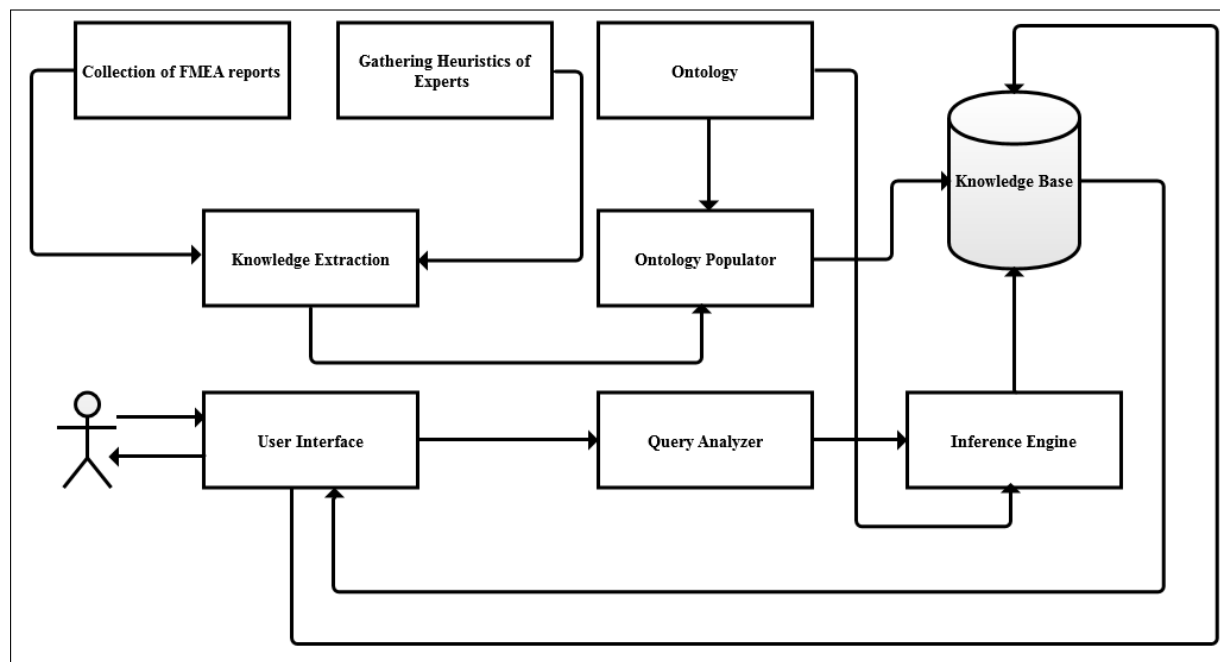 Collection of FMEA reports
Gathering Heuristics of
Experts
Ontology
Knowledge Base
Knowledge Extraction
Ontology Populator
User Interface
Query Analyzer
Inference Engine